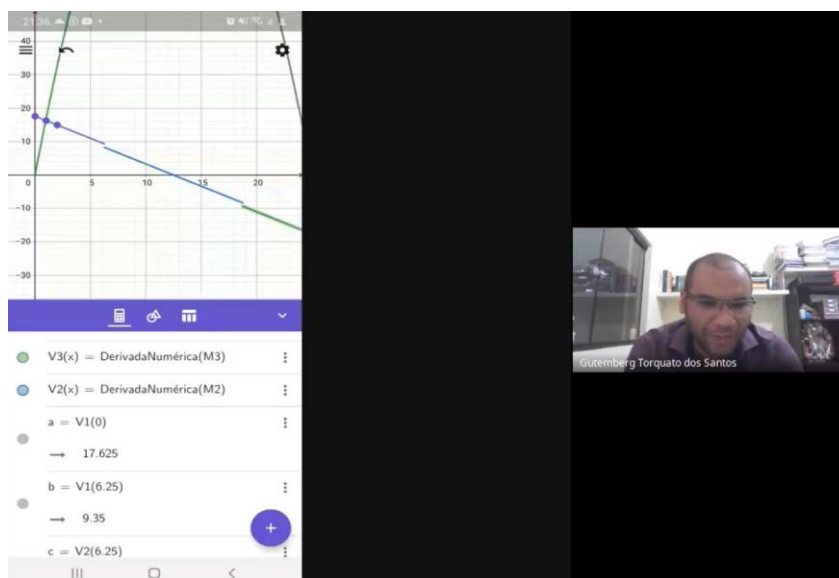 21:36
40
30
20
10
0
5
10
15
20
−10
−20
−30
V3(x) = DerivadaNumérica(M3)
V2(x) = DerivadaNumérica(M2)
a = V1(0)
→ 17.625
b = V1(6.25)
→ 9.35
+
c = V2(6.25)
Gutemberg Torquato dos Santos